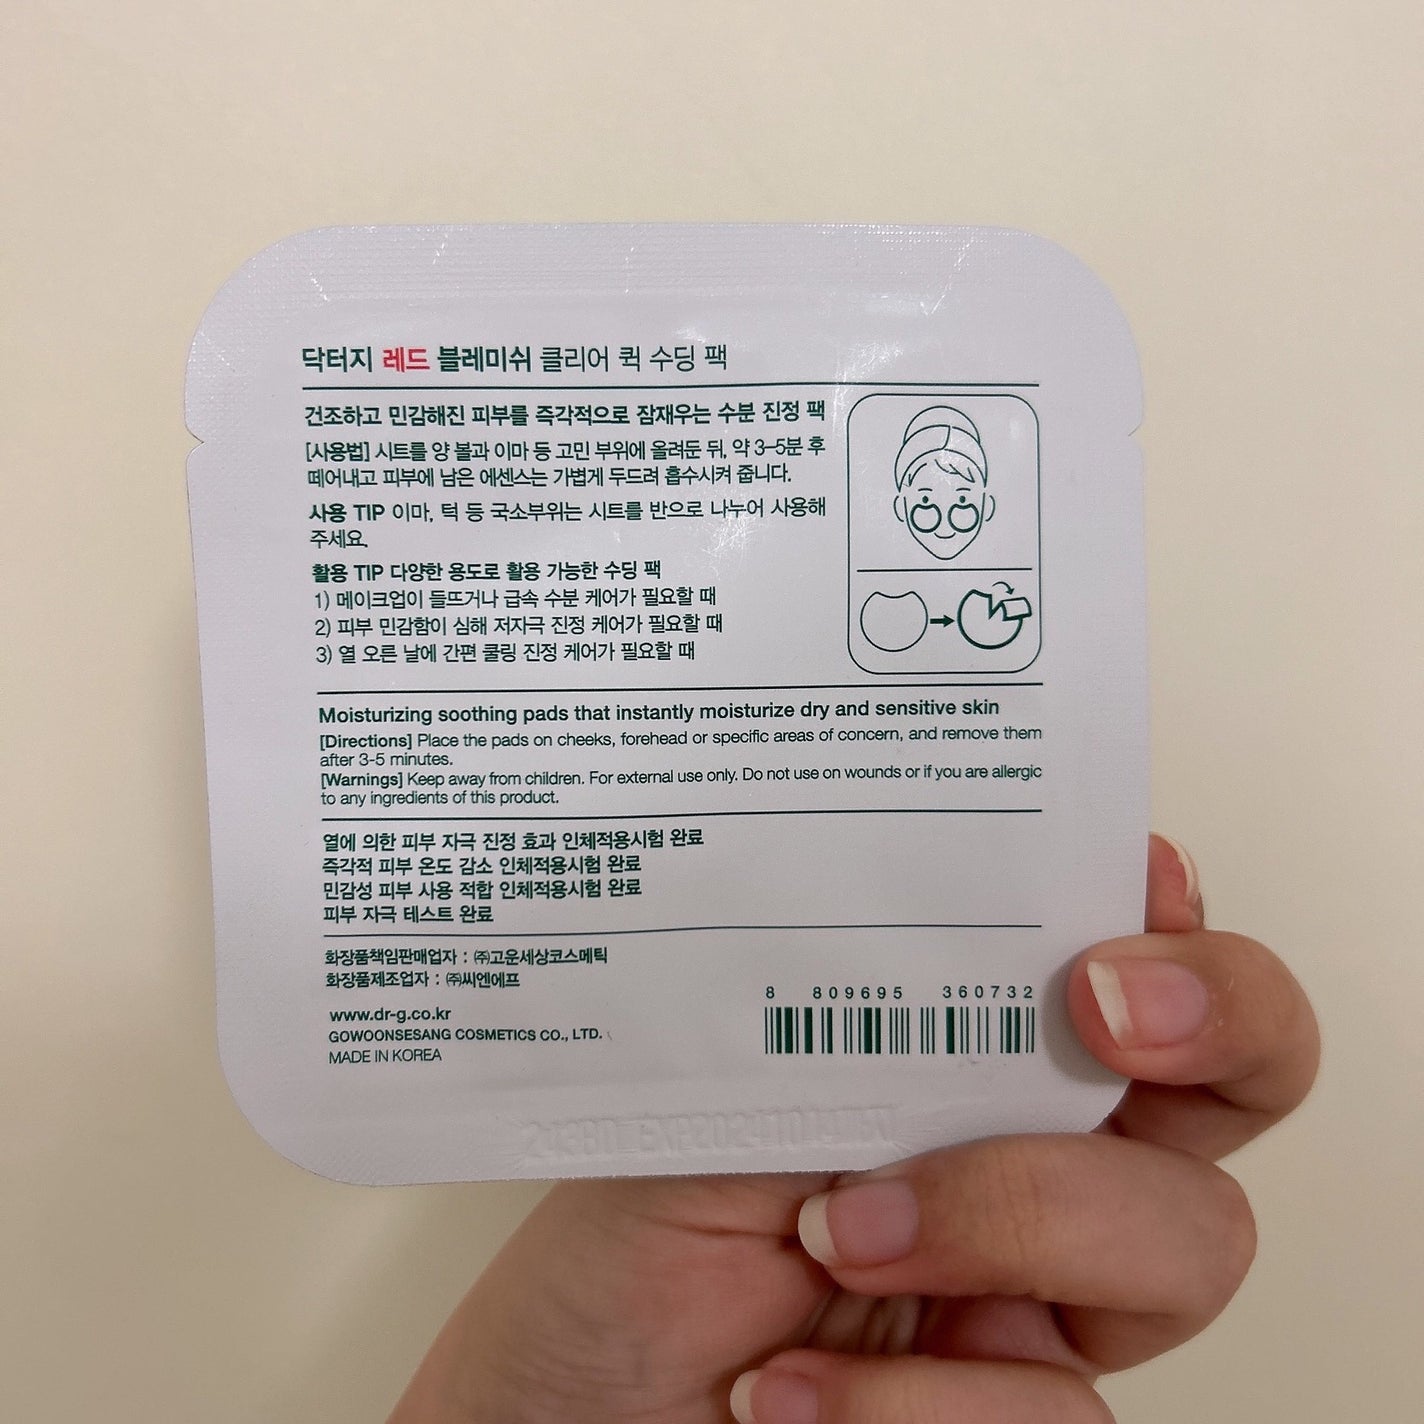 닥터지 레드 블레미쉬 클리어 퀵 수딩 팩
건조하고 민감해진 피부를 즉각적으로 잠재우는 수분 진정 팩
[사용법] 시트를 양 볼과 이마 등 고민 부위에 올려둔 뒤, 약 3-5분 후
떼어내고 피부에 남은 에센스는 가볍게 두드려 흡수시켜 줍니다.
사용 TIP 이마, 턱 등 국소부위는 시트를 반으로 나누어 사용해
주세요.
활용 TIP 다양한 용도로 활용 가능한 수딩 팩
1) 메이크업이 들뜨거나 급속 수분 케어가 필요할 때
2) 피부 민감함이 심해 저자극 진정 케어가 필요할 때
3) 열 오른 날에 간편 쿨링 진정 케어가 필요할 때
Moisturizing soothing pads that instantly moisturize dry and sensitive skin
[Directions] Place the pads on cheeks, forehead or specific areas of concern, and remove them
after 3-5 minutes.
[Warnings] Keep away from children. For external use only. Do not use on wounds or if you are allergic
to any ingredients of this product.
열에 의한 피부 자극 진정 효과 인체적용시험 완료
즉각적 피부 온도 감소 인체적용시험 완료
민감성 피부 사용 적합 인체적용시험 완료
피부 자극 테스트 완료
화장품책임판매업자 : ㈜고운세상코스메틱
화장품제조업자 : ㈜씨엔에프
www.dr-g.co.kr
GOWOONSESANG COSMETICS CO., LTD.
MADE IN KOREA
8 809695 360732